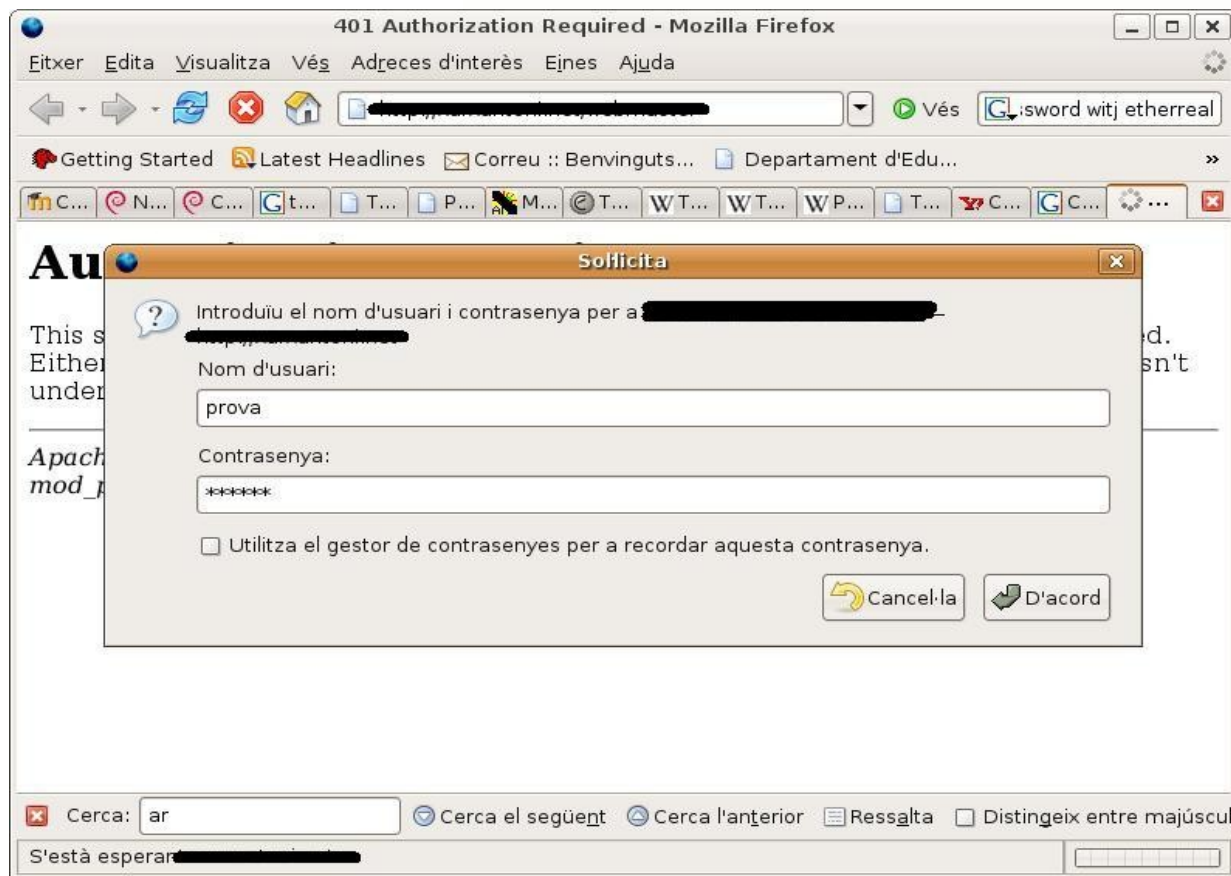 401 Authorization Required - Mozilla Firefox
Fitxer Edita Visualitza Vés Adreces d'interès Eines Ajuda
Vés sword witj etherreal
Getting Started Latest Headlines Correu :: Benvinguts... Departament d'Edu... »
C... N... C... t... T... P... M... T... T... T... P... T... C... C... ...
Au
Sol·licita
Introduïu el nom d'usuari i contrasenya per a
This s
Either
under
ed.
sn't
Nom d'usuari:
prova
Apach
mod_p
Contrasenya:
******
Utilitza el gestor de contrasenyes per a recordar aquesta contrasenya.
Cancel·la D'acord
Cerca: ar Cerca el següent Cerca l'anterior Ressalta Distingeix entre majúscul
S'està esperan